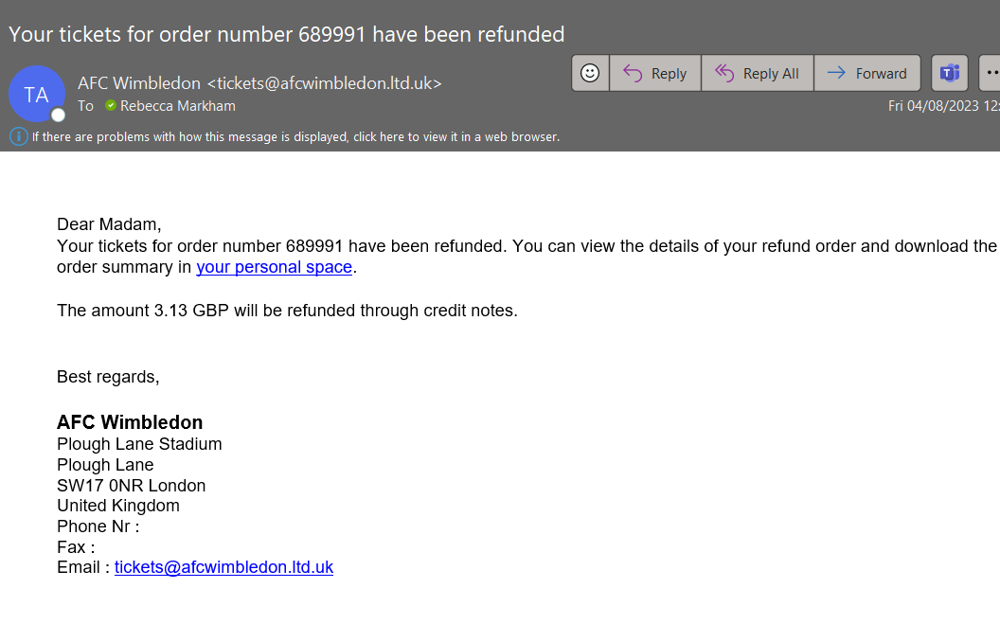 Your tickets for order number 689991 have been refunded
TA
AFC Wimbledon <tickets@afcwimbledon.ltd.uk>
To Rebecca Markham
Reply
Reply All
Forward
Fri 04/08/2023 12:
If there are problems with how this message is displayed, click here to view it in a web browser.
Dear Madam,
Your tickets for order number 689991 have been refunded. You can view the details of your refund order and download the
order summary in your personal space.
The amount 3.13 GBP will be refunded through credit notes.
Best regards,
AFC Wimbledon
Plough Lane Stadium
Plough Lane
SW17 0NR London
United Kingdom
Phone Nr :
Fax :
Email : tickets@afcwimbledon.ltd.uk